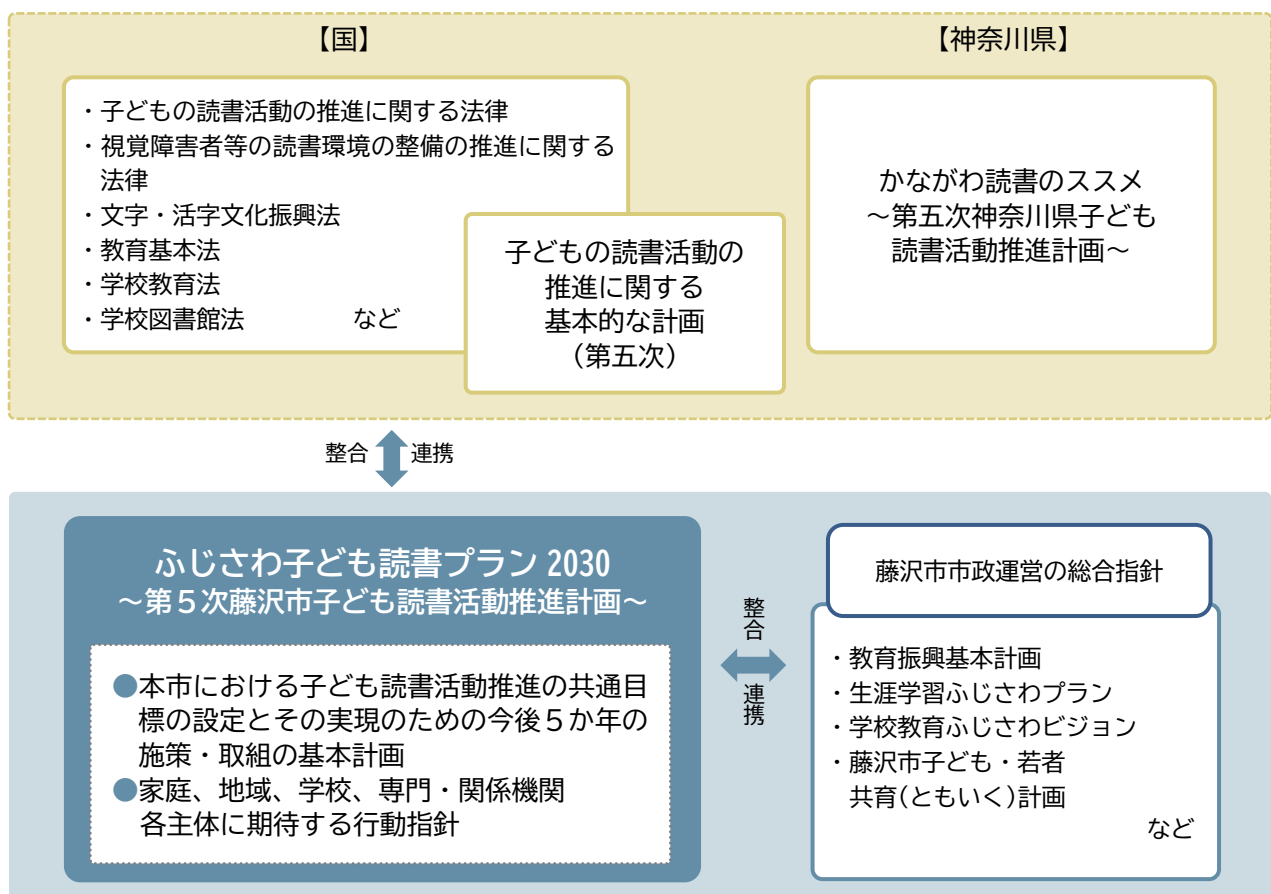 【国】
・子どもの読書活動の推進に関する法律
・視覚障害者等の読書環境の整備の推進に関する
法律
・文字・活字文化振興法
・教育基本法
・学校教育法
・学校図書館法　　　　など
子どもの読書活動の
推進に関する
基本的な計画
（第五次）
【神奈川県】
かながわ読書のススメ
～第五次神奈川県子ども
読書活動推進計画～
整合 連携
ふじさわ子ども読書プラン 2030
～第５次藤沢市子ども読書活動推進計画～
●本市における子ども読書活動推進の共通目
標の設定とその実現のための今後５か年の
施策・取組の基本計画
●家庭、地域、学校、専門・関係機関
各主体に期待する行動指針
整合
連携
藤沢市市政運営の総合指針
・教育振興基本計画
・生涯学習ふじさわプラン
・学校教育ふじさわビジョン
・藤沢市子ども・若者
共育(ともいく)計画
など